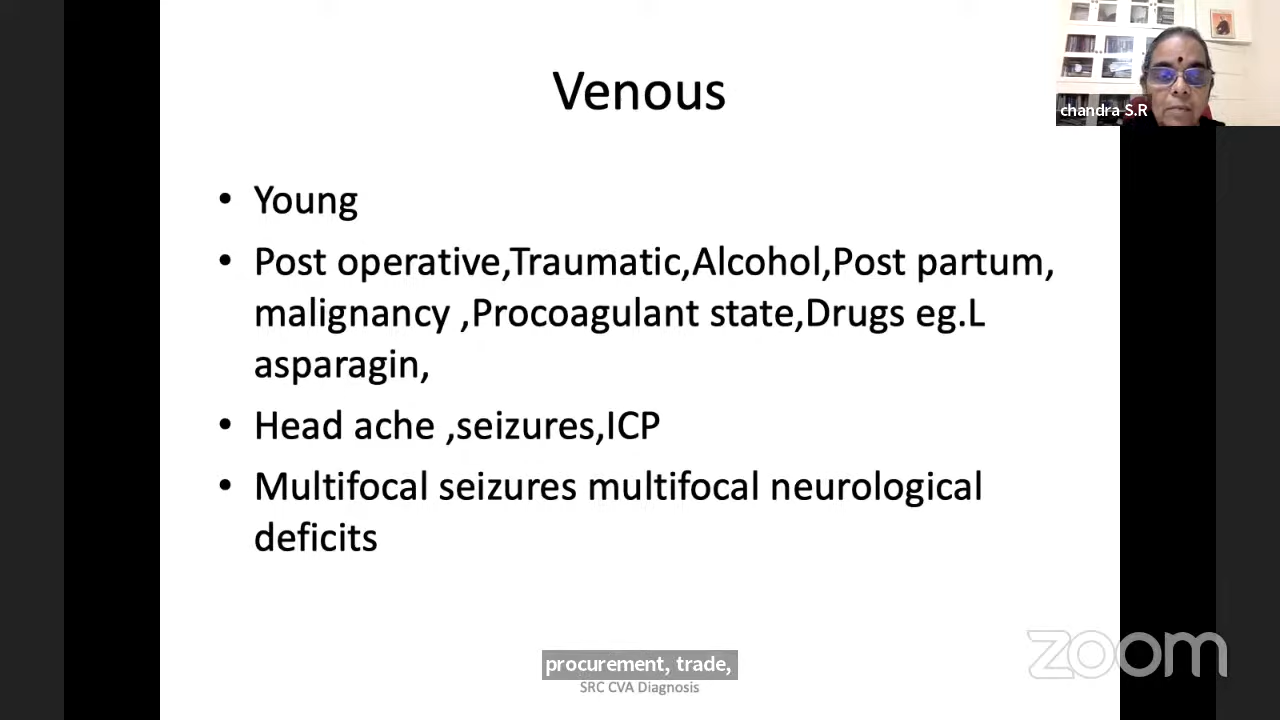 Venous
chandra S.R
• Young
• Post operative,Traumatic,Alcohol,Post partum,
malignancy ,Procoagulant state,Drugs eg.L
asparagin,
• Head ache ,seizures,ICP
• Multifocal seizures multifocal neurological
deficits
procurement, trade,
SRC CVA Diagnosis
zoom